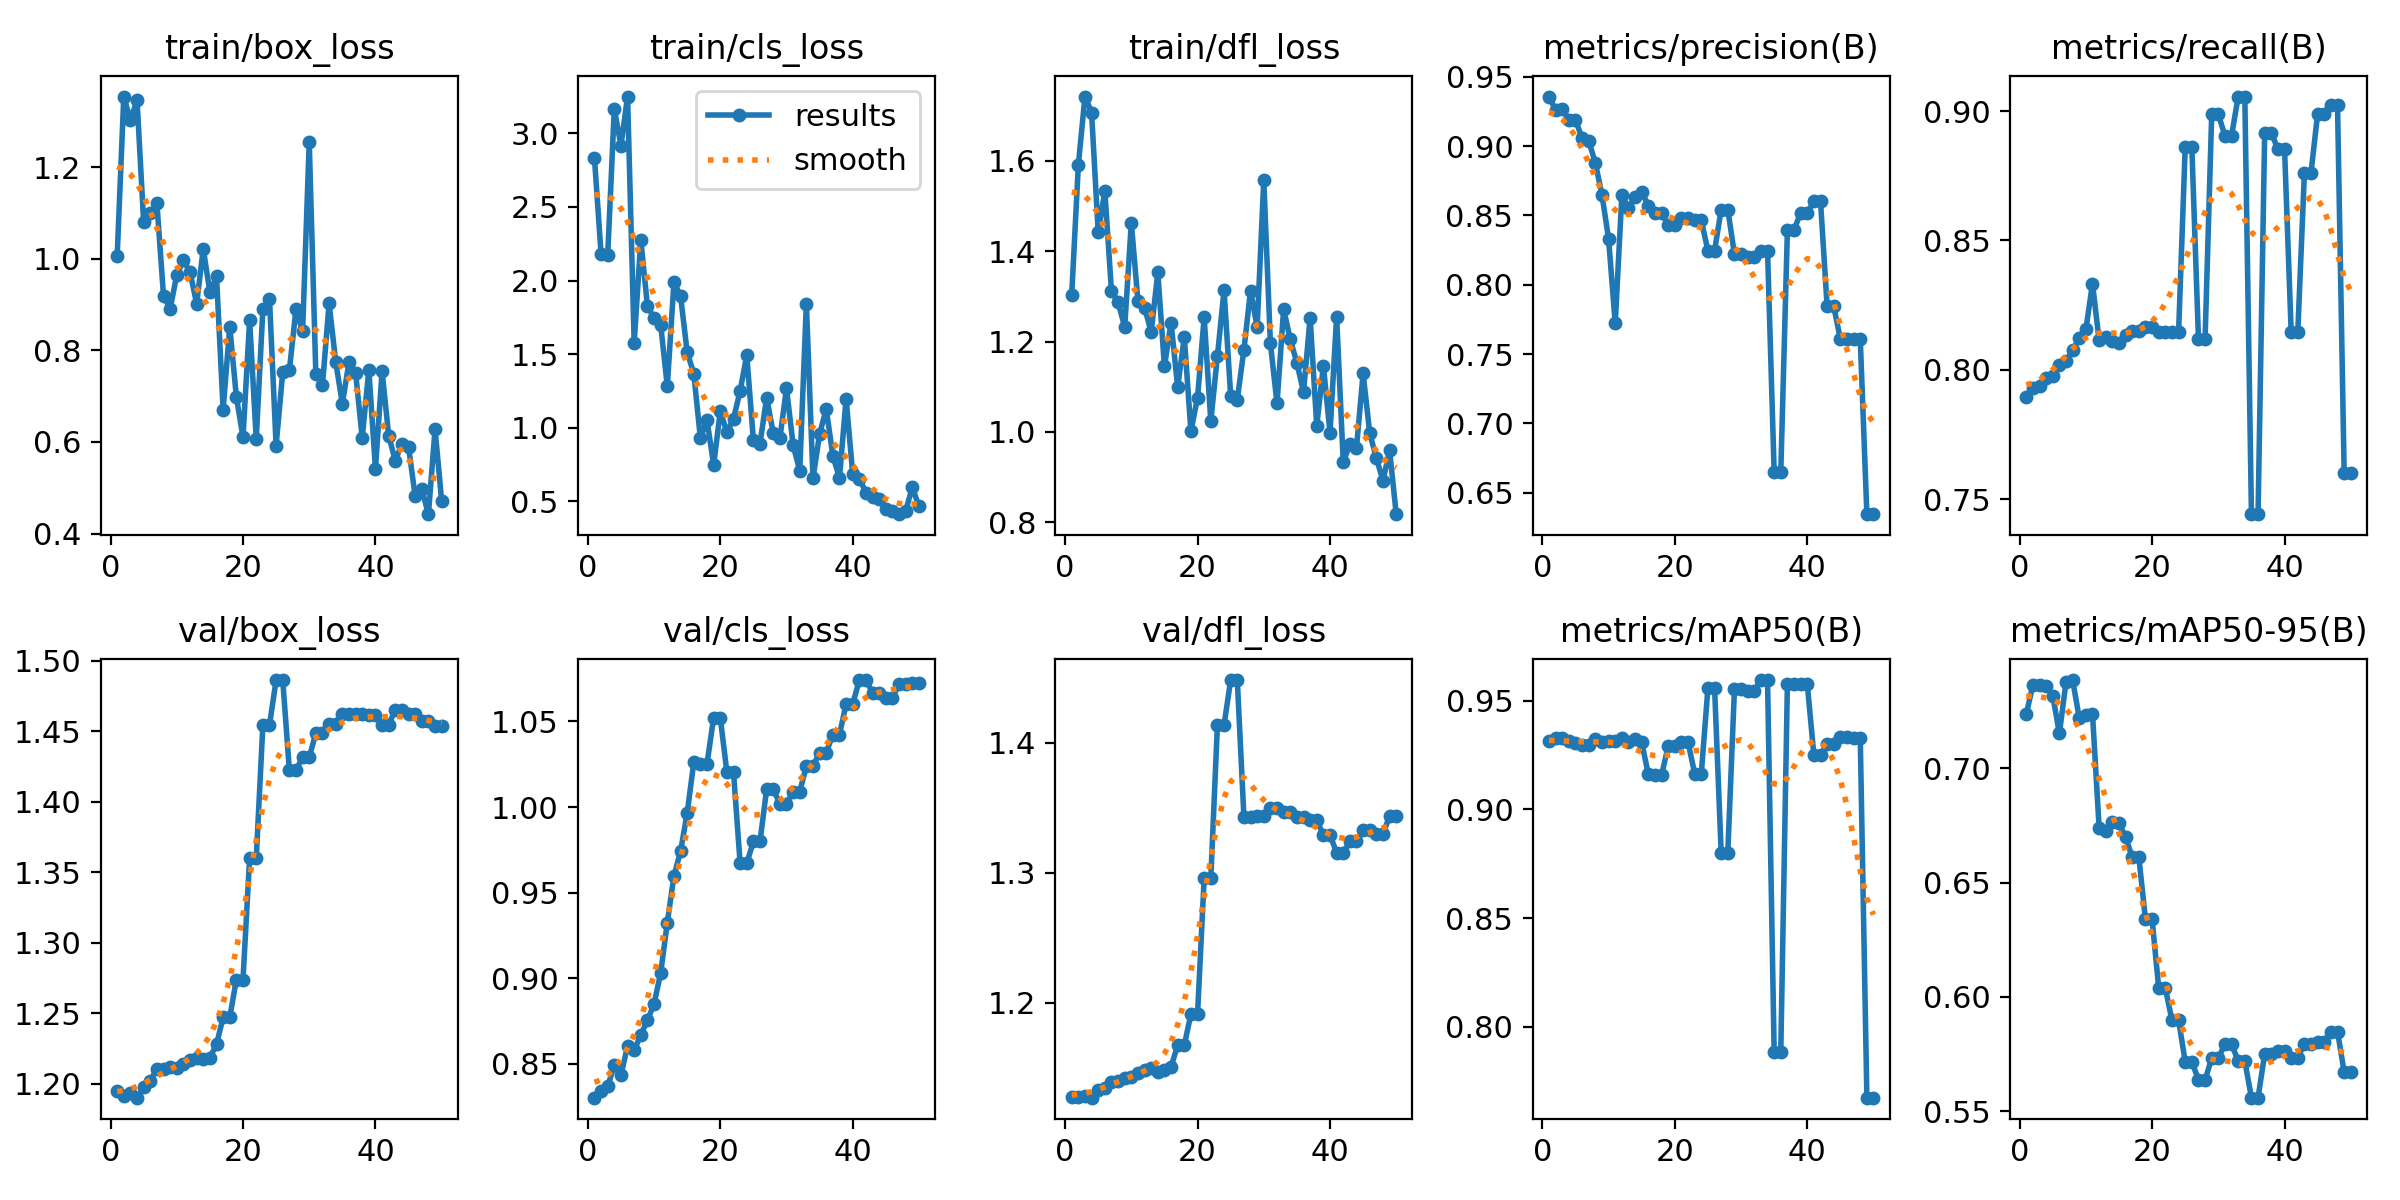 train/box_loss
train/cls_loss
train/dfl_loss
metrics/precision(B)
metrics/recall(B)
results
smooth
1.2
1.0
0.8
0.6
0.4
0 20 40
3.0
2.5
2.0
1.5
1.0
0.5
0 20 40
1.6
1.4
1.2
1.0
0.8
0 20 40
0.95
0.90
0.85
0.80
0.75
0.70
0.65
0 20 40
0.90
0.85
0.80
0.75
0 20 40
val/box_loss
val/cls_loss
val/dfl_loss
metrics/mAP50(B)
metrics/mAP50-95(B)
1.50
1.45
1.40
1.35
1.30
1.25
1.20
0 20 40
1.05
1.00
0.95
0.90
0.85
0 20 40
1.4
1.3
1.2
0 20 40
0.95
0.90
0.85
0.80
0 20 40
0.70
0.65
0.60
0.55
0 20 40